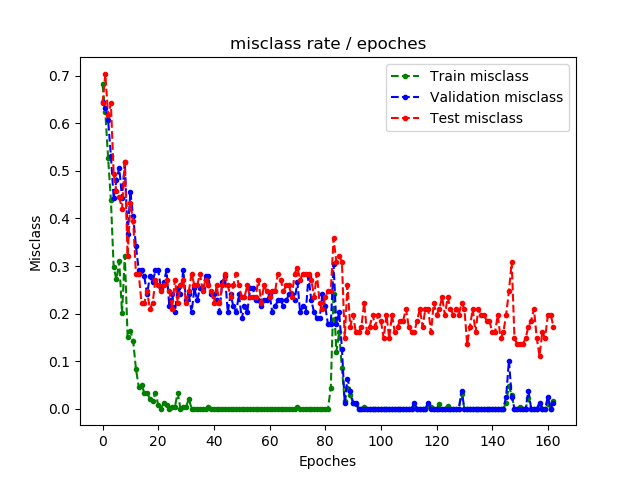 misclass rate / epoches
Train misclass
Validation misclass
Test misclass
Misclass
0.7
0.6
0.5
0.4
0.3
0.2
0.1
0.0
0 20 40 60 80 100 120 140 160
Epoches